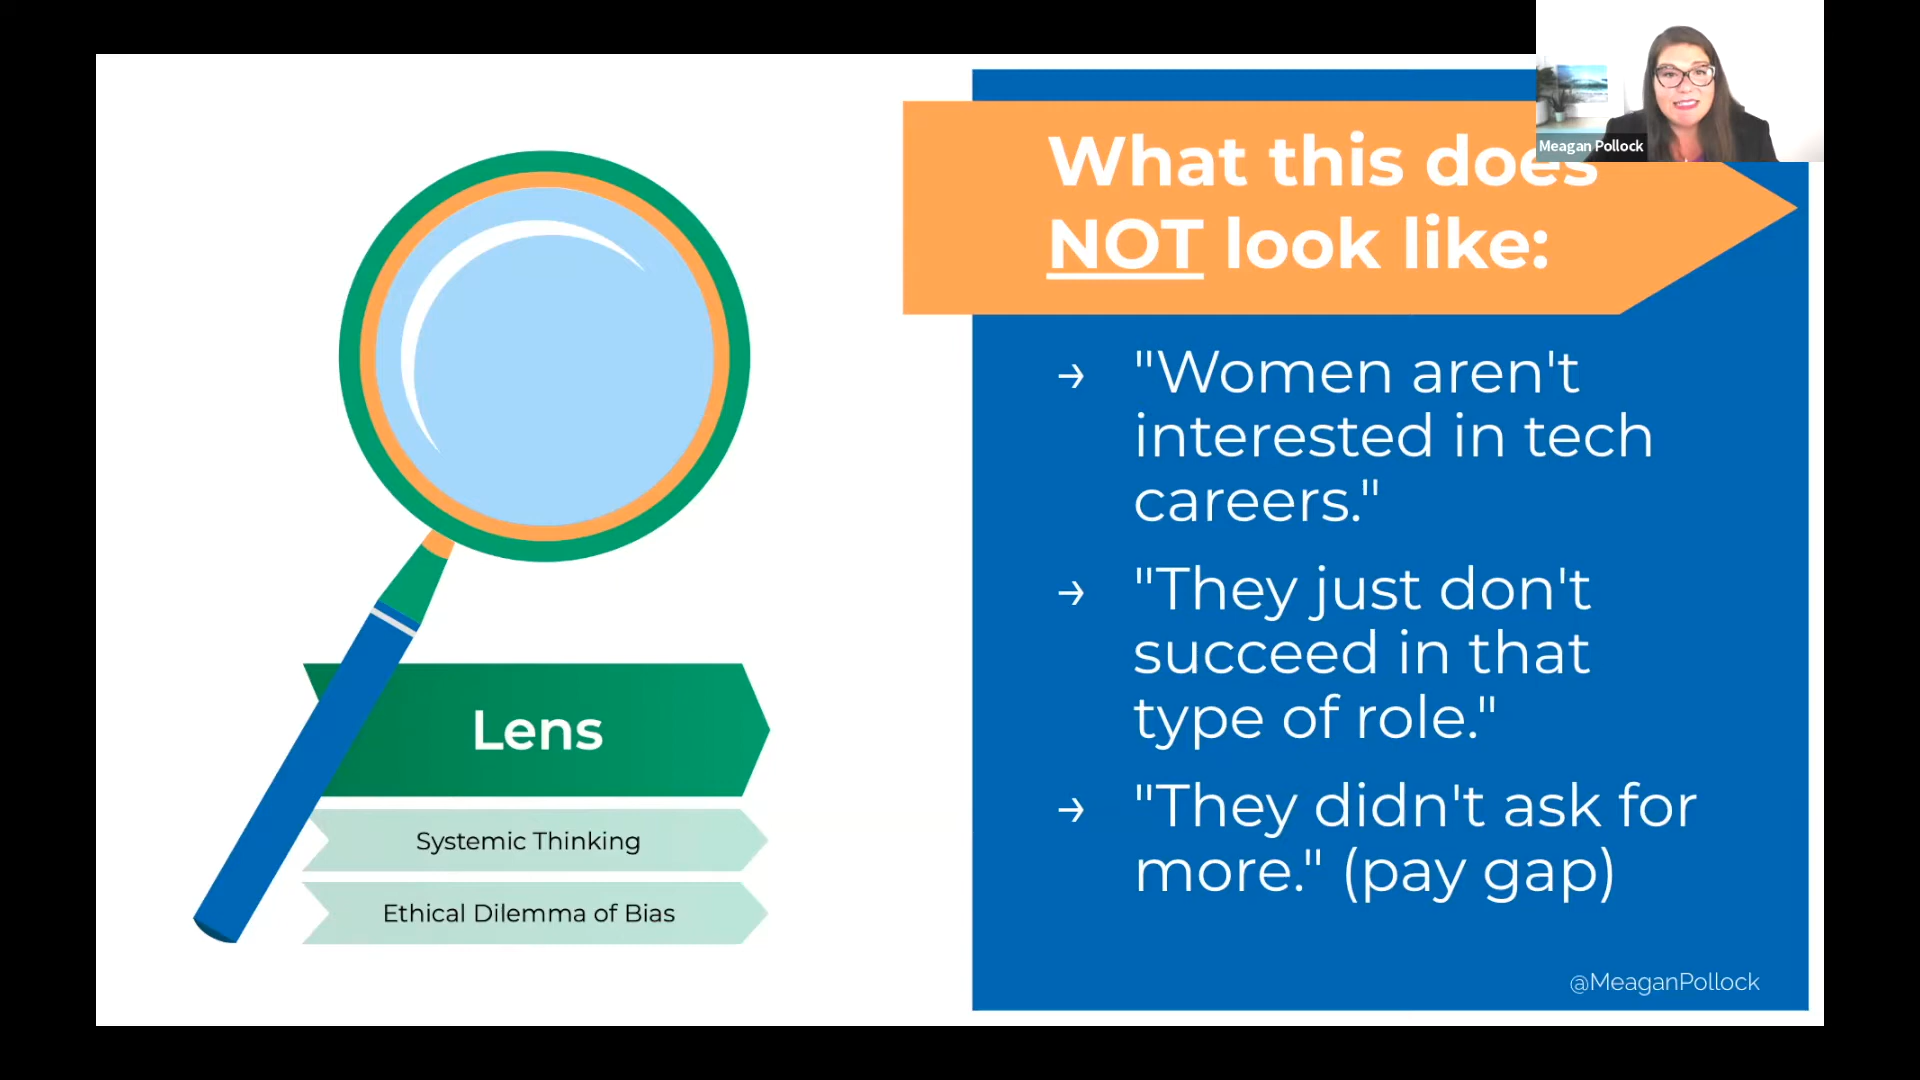 Meagan Pollock
What this does
NOT look like:
→ "Women aren't
interested in tech
careers."
→ "They just don't
succeed in that
type of role."
→ "They didn't ask for
more." (pay gap)
Lens
Systemic Thinking
Ethical Dilemma of Bias
@MeaganPollock